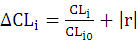 ΔCLᵢ = CLᵢ/CLᵢ₀ + |r|